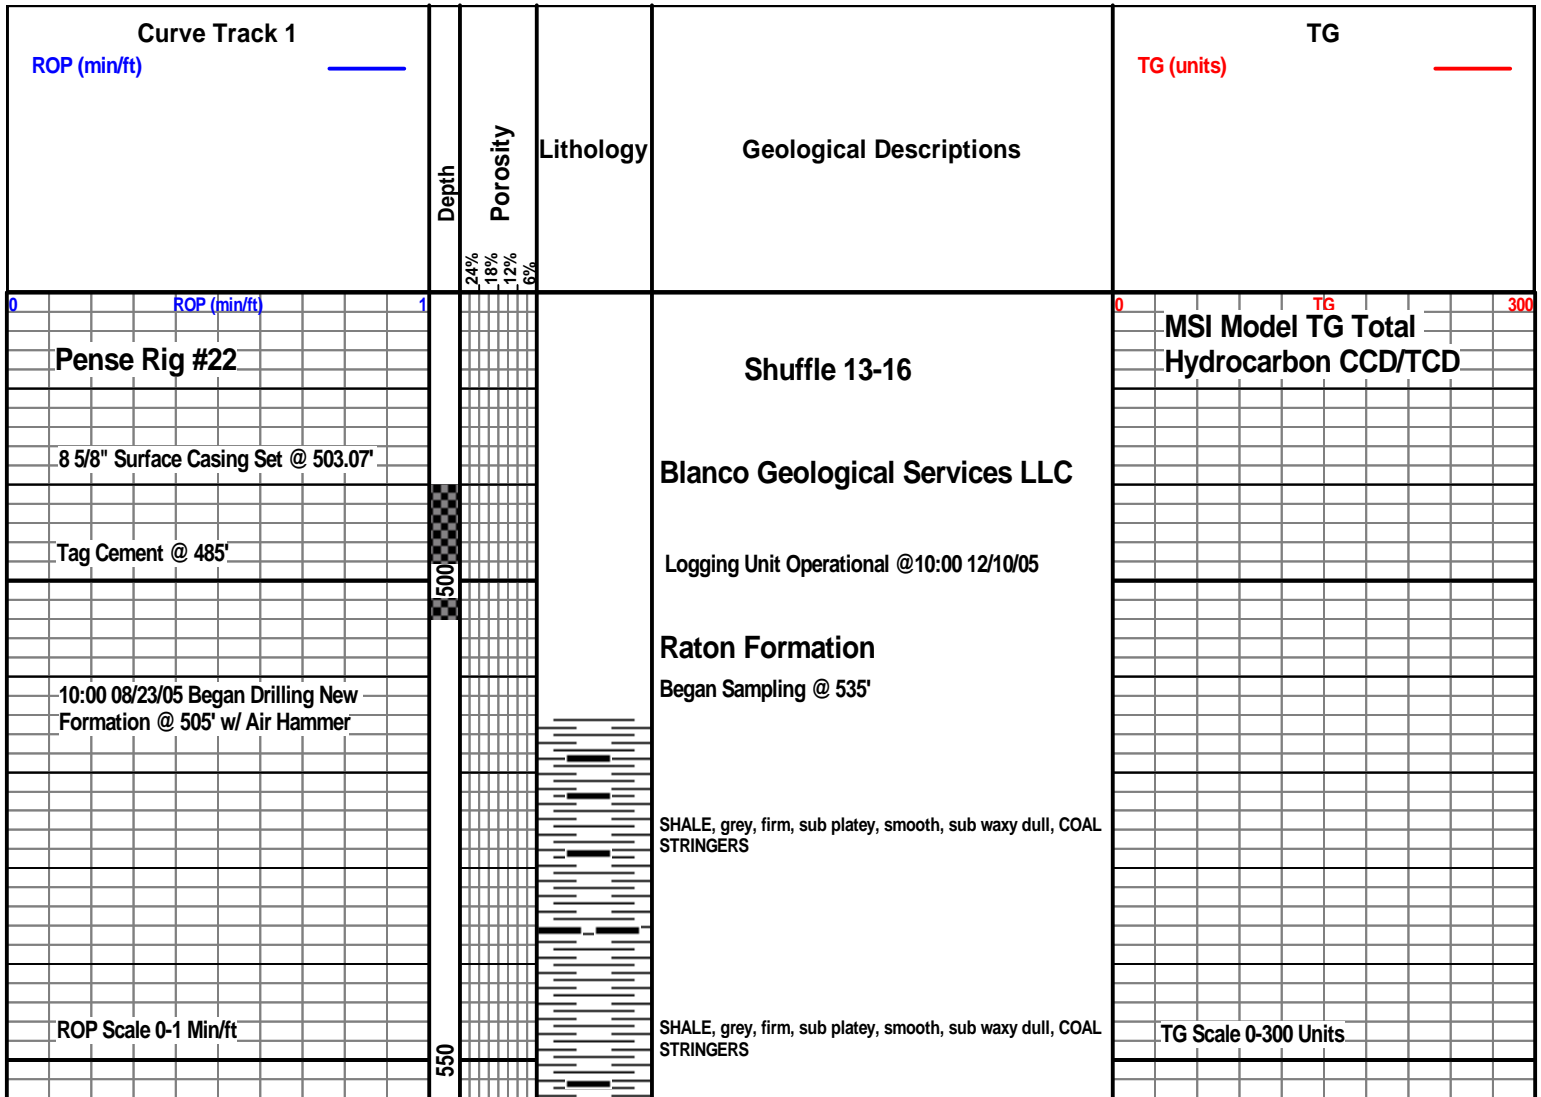 Curve Track 1
ROP (min/ft)
Depth
Porosity
24%
18%
12%
6%
Lithology
Geological Descriptions
TG
TG (units)
0 ROP (min/ft) 1
0 TG 300
Pense Rig #22
8 5/8" Surface Casing Set @ 503.07'
Tag Cement @ 485'
10:00 08/23/05 Began Drilling New
Formation @ 505' w/ Air Hammer
ROP Scale 0-1 Min/ft
500
550
Shuffle 13-16
Blanco Geological Services LLC
Logging Unit Operational @10:00 12/10/05
Raton Formation
Began Sampling @ 535'
SHALE, grey, firm, sub platey, smooth, sub waxy dull, COAL
STRINGERS
SHALE, grey, firm, sub platey, smooth, sub waxy dull, COAL
STRINGERS
MSI Model TG Total
Hydrocarbon CCD/TCD
TG Scale 0-300 Units